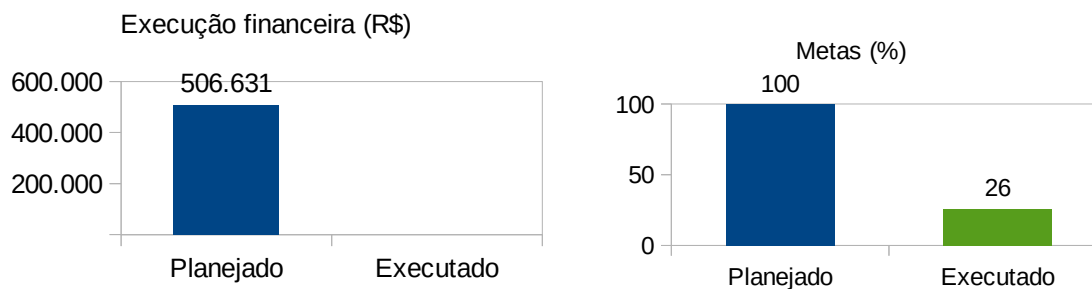 Execução financeira (R$)
600.000
506.631
400.000
200.000
Planejado
Executado
Metas (%)
100
100
50
26
0
Planejado
Executado